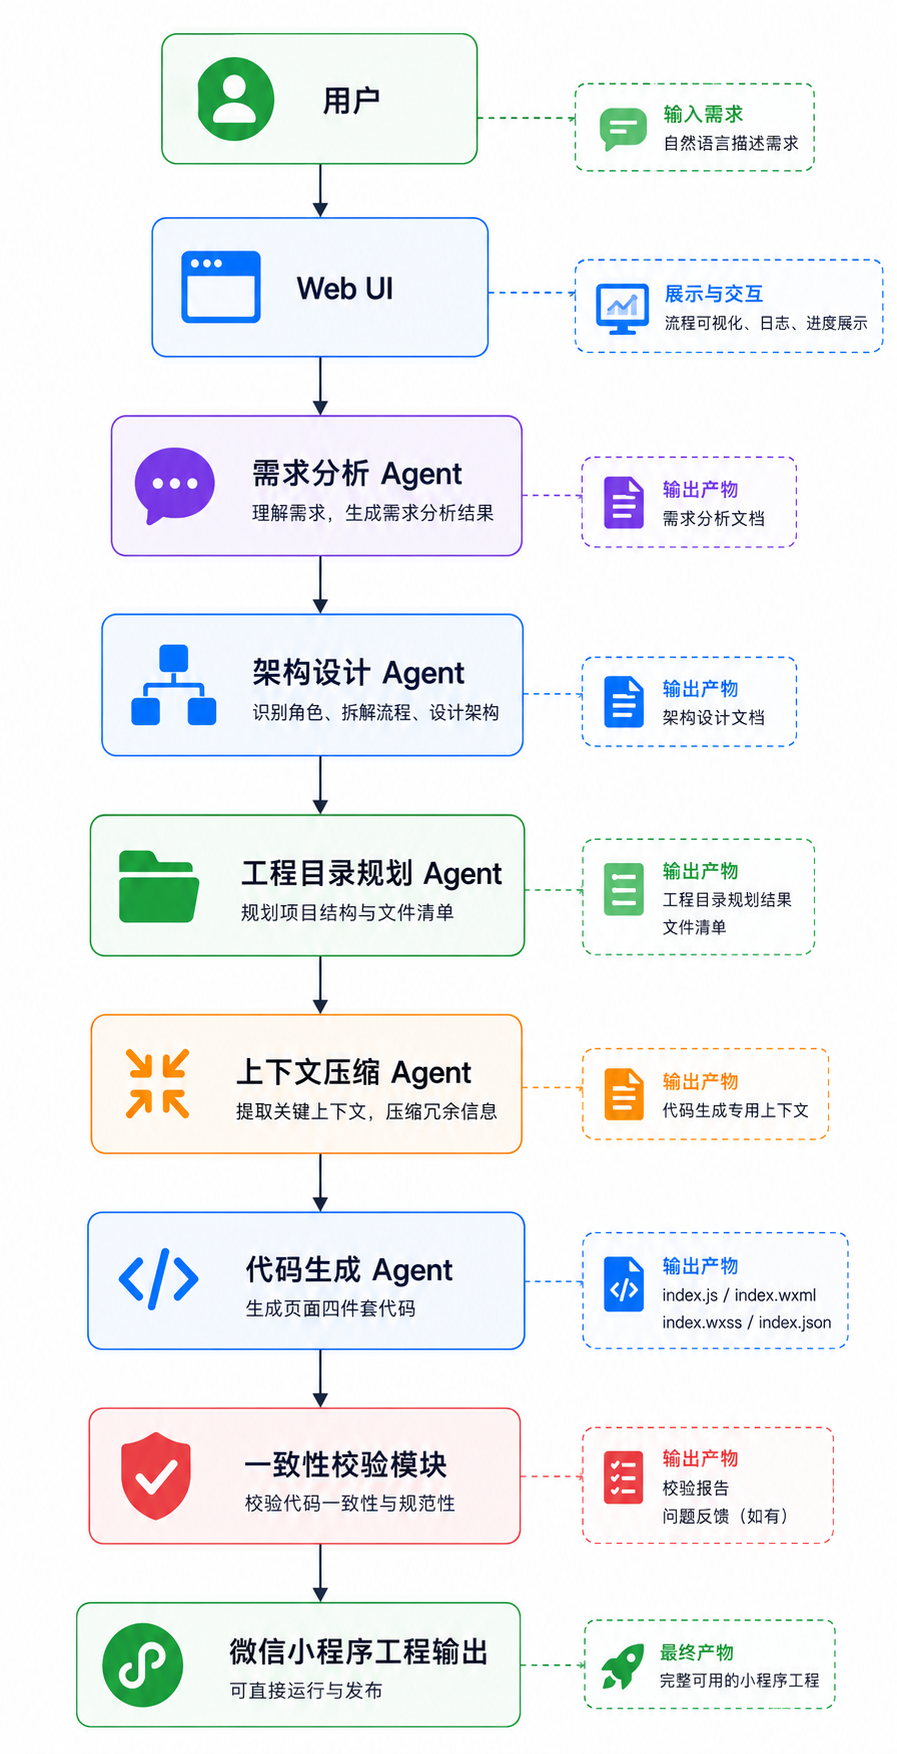 用户
输入需求
自然语言描述需求
Web UI
展示与交互
流程可视化、日志、进度展示
需求分析 Agent
理解需求，生成需求分析结果
输出产物
需求分析文档
架构设计 Agent
识别角色、拆解流程、设计架构
输出产物
架构设计文档
工程目录规划 Agent
规划项目结构与文件清单
输出产物
工程目录规划结果
文件清单
上下文压缩 Agent
提取关键上下文，压缩冗余信息
输出产物
代码生成专用上下文
代码生成 Agent
生成页面四件套代码
输出产物
index.js / index.wxml
index.wxss / index.json
一致性校验模块
校验代码一致性与规范性
输出产物
校验报告
问题反馈（如有）
微信小程序工程输出
可直接运行与发布
最终产物
完整可用的小程序工程